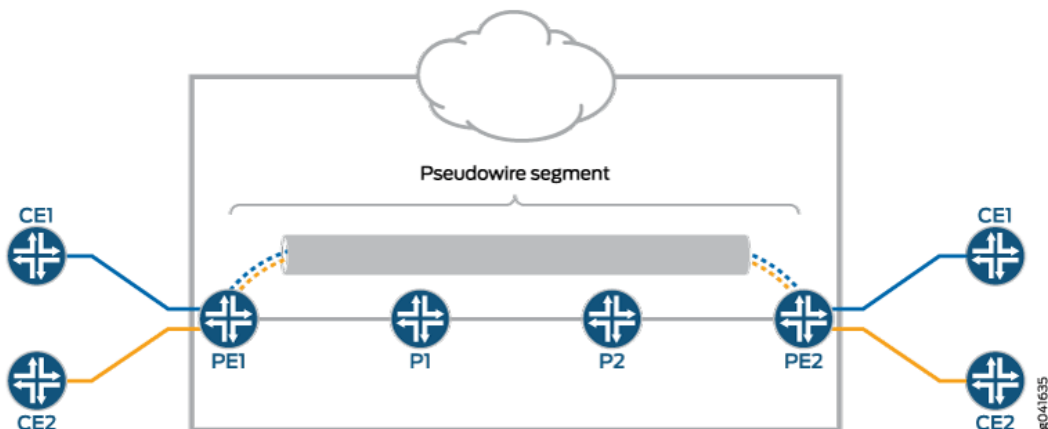 Pseudowire segment
CE1
CE1
PE1
P1
P2
PE2
CE2
CE2
g041635